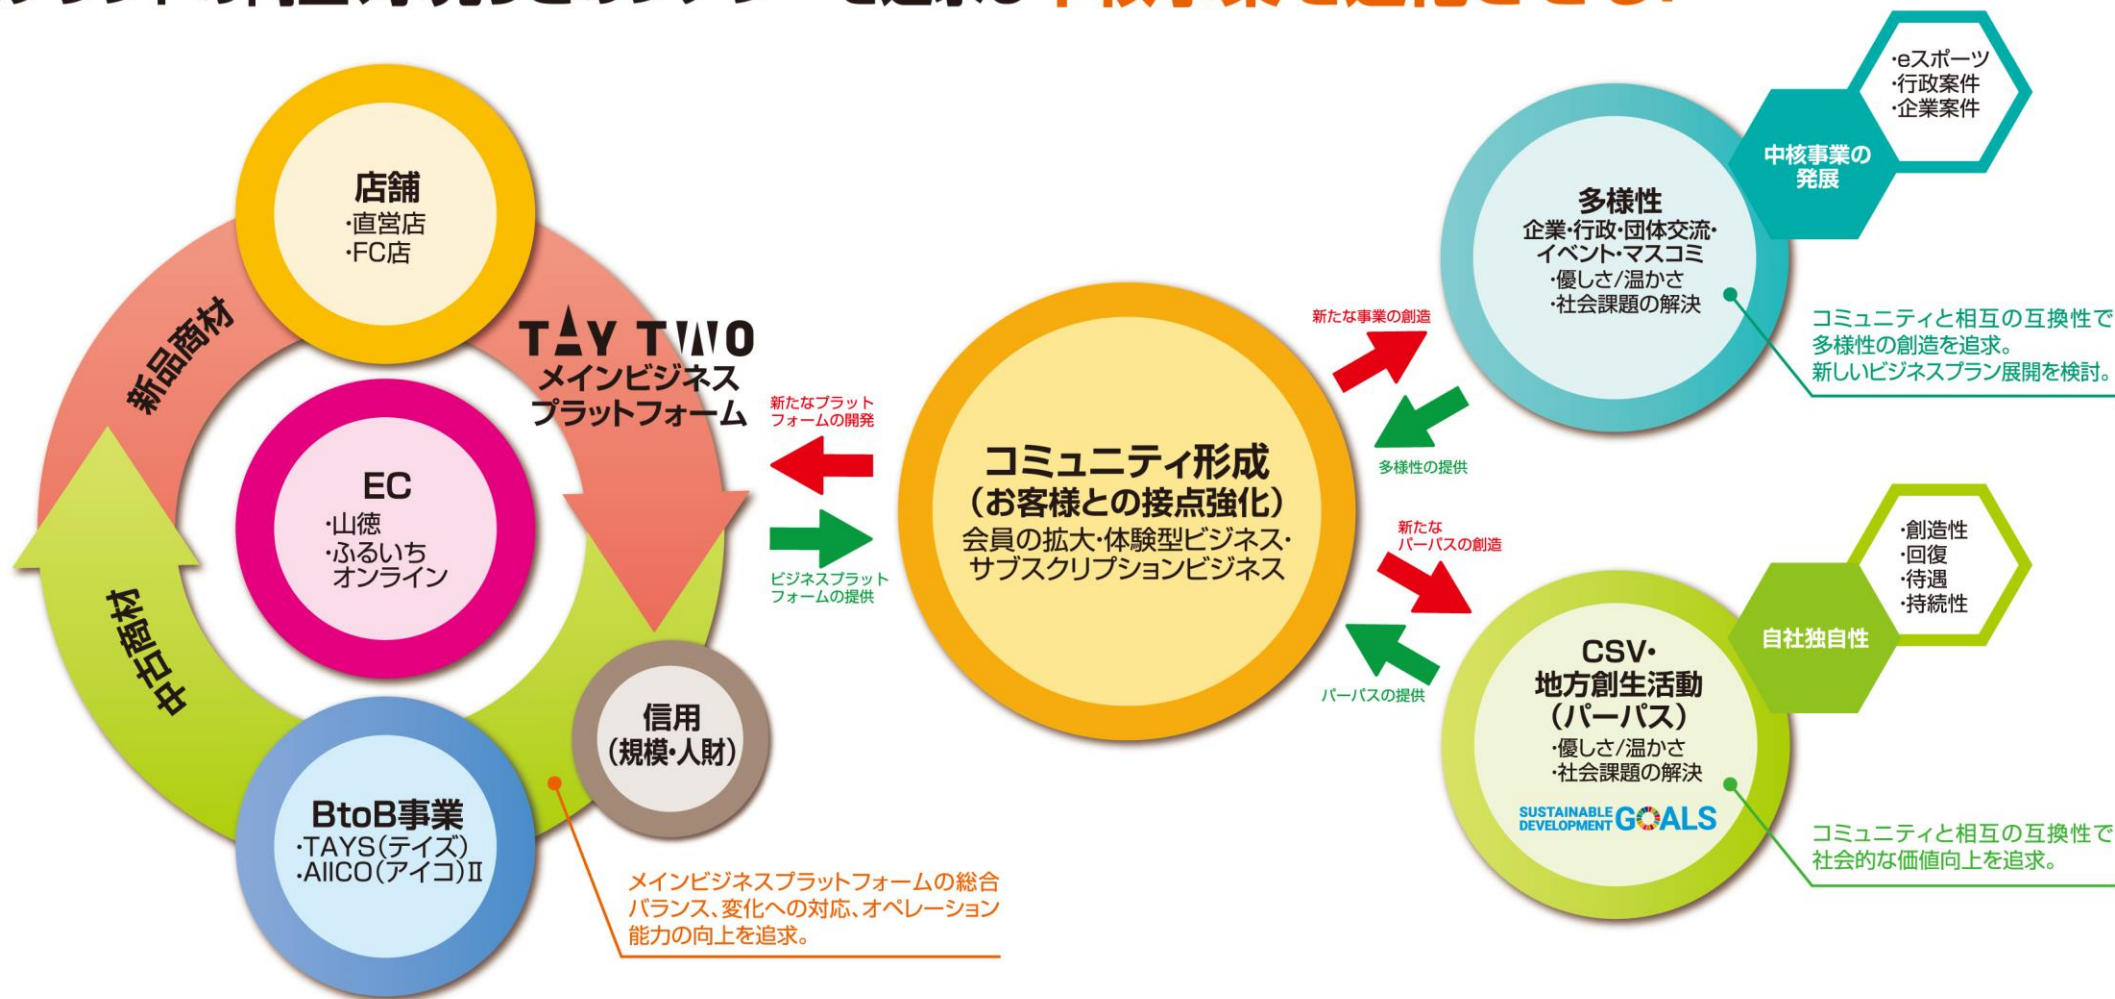 中核事業を進化させる。
店舗
・直営店
・FC店
新品商材
中古商材
TAY TWO
メインビジネス
プラットフォーム
EC
・山徳
・ふるいち
オンライン
BtoB事業
・TAYS(テイズ)
・AIICO(アイコ)Ⅱ
信用
(規模・人財)
メインビジネスプラットフォームの総合
バランス、変化への対応、オペレーション
能力の向上を追求。
新たなプラット
フォームの開発
ビジネスプラット
フォームの提供
コミュニティ形成
(お客様との接点強化)
会員の拡大・体験型ビジネス・
サブスクリプションビジネス
新たな事業の創造
多様性の提供
新たな
パーパスの創造
パーパスの提供
多様性
企業・行政・団体交流・
イベント・マスコミ
・優しさ/温かさ
・社会課題の解決
中核事業の
発展
・eスポーツ
・行政案件
・企業案件
コミュニティと相互の互換性で
多様性の創造を追求。
新しいビジネスプラン展開を検討。
CSV・
地方創生活動
(パーパス)
・優しさ/温かさ
・社会課題の解決
SUSTAINABLE
DEVELOPMENT GOALS
自社独自性
・創造性
・回復
・待遇
・持続性
コミュニティと相互の互換性で
社会的な価値向上を追求。